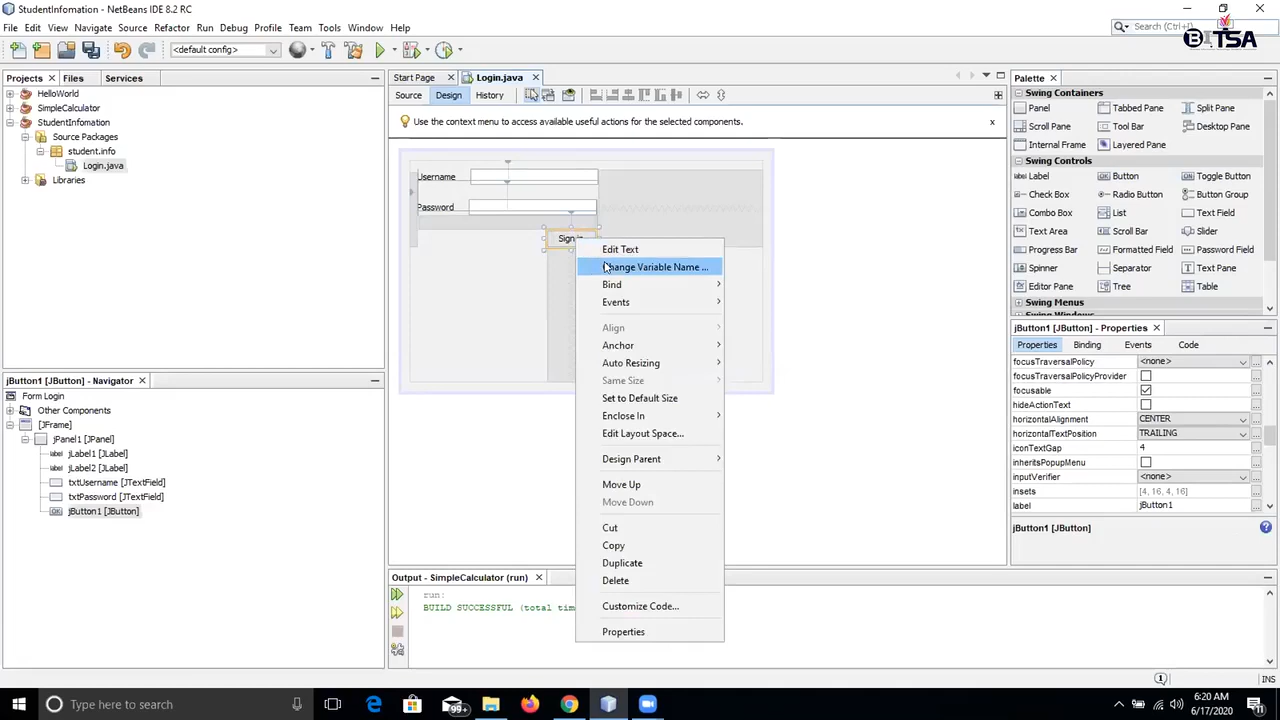 StudentInfomation - NetBeans IDE 8.2 RC
File Edit View Navigate Source Refactor Run Debug Profile Team Tools Window Help
Search (Ctrl+I)
<default config>
TSA
Projects Files Services
Start Page Login.java
Palette
HelloWorld
SimpleCalculator
StudentInfomation
Source Packages
student.info
Login.java
Libraries
Source Design History
Use the context menu to access available useful actions for the selected components.
Username
Password
Edit Text
Change Variable Name ...
Bind
Events
Align
Anchor
Auto Resizing
Same Size
Set to Default Size
Enclose In
Edit Layout Space...
Design Parent
Move Up
Move Down
Cut
Copy
Duplicate
Delete
Customize Code...
Properties
Swing Containers
Panel Tabbed Pane Split Pane
Scroll Pane Tool Bar Desktop Pane
Internal Frame Layered Pane
Swing Controls
Label Button Toggle Button
Check Box Radio Button Button Group
Combo Box List Text Field
Text Area Scroll Bar Slider
Progress Bar Formatted Field Password Field
Spinner Separator Text Pane
Editor Pane Tree Table
Swing Menus
jButton1 [JButton] - Properties
Properties Binding Events Code
focusTraversalPolicy <none>
focusTraversalPolicyProvider
focusable
hideActionText
horizontalAlignment CENTER
horizontalTextPosition TRAILING
iconTextGap 4
inheritsPopupMenu
inputVerifier <none>
insets [4, 16, 4, 16]
label jButton1
jButton1 [JButton]
jButton1 [JButton] - Navigator
Form Login
Other Components
[JFrame]
jPanel1 [JPanel]
jLabel1 [JLabel]
jLabel2 [JLabel]
txtUsername [JTextField]
txtPassword [JTextField]
jButton1 [JButton]
Output - SimpleCalculator (run)
run:
BUILD SUCCESSFUL (total tim
1 INS
Type here to search
99+
6:20 AM
6/17/2020
11